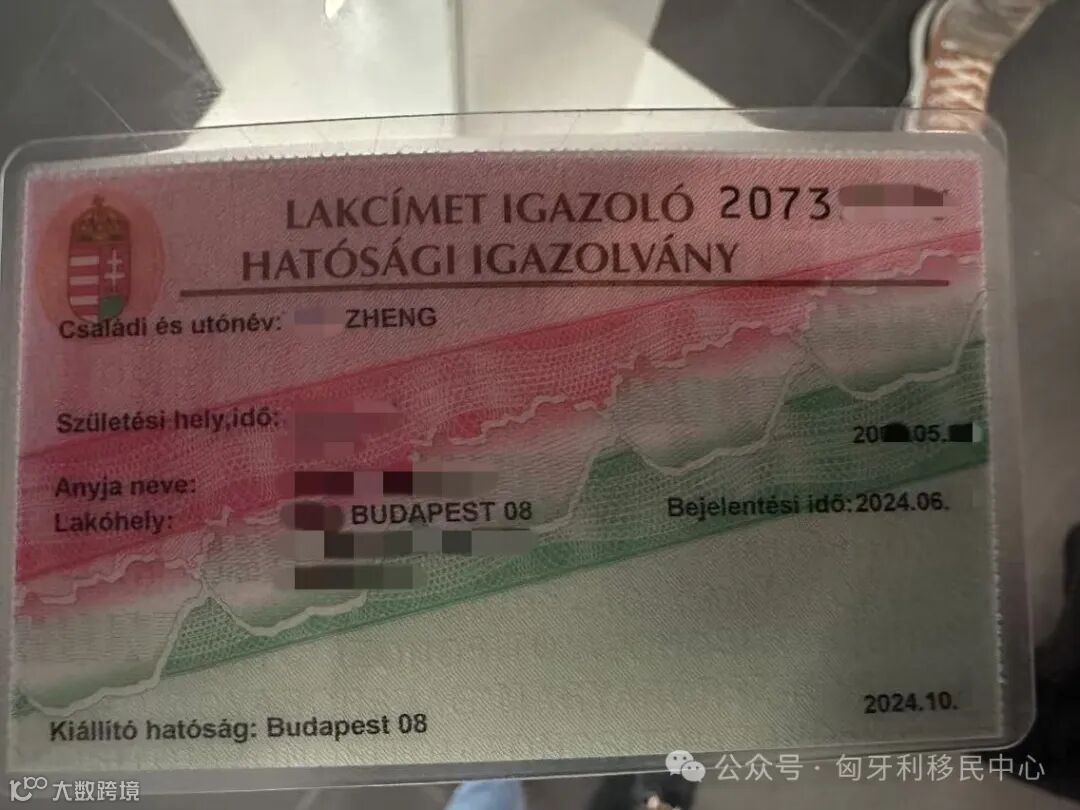 LAKCÍMET IGAZOLÓ 2073
HATÓSÁGI IGAZOLVÁNY
Családi és utónév: ZHENG
Születési hely,idő:
20 05.
Anyja neve:
Lakóhely: BUDAPEST 08 Bejelentési idő:2024.06.
2024.10.
Kiállító hatóság: Budapest 08
公众号 · 匈牙利移民中心
大数跨境